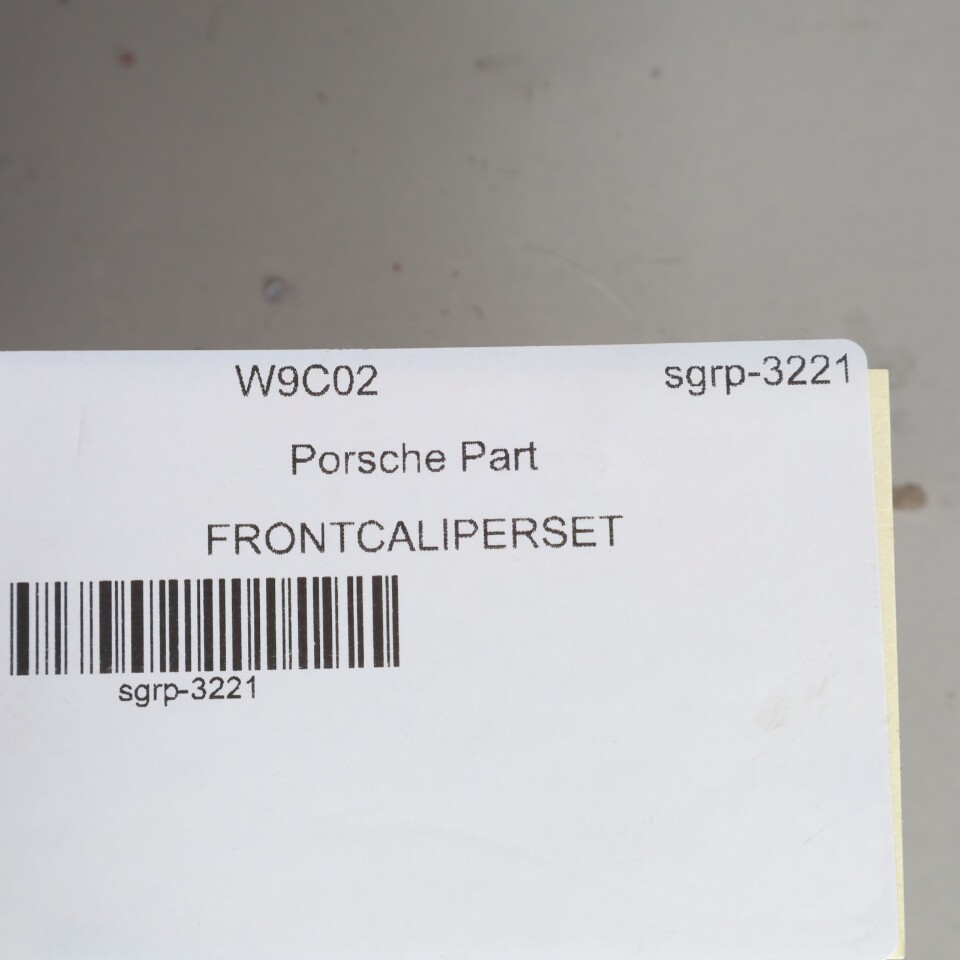 W9C02 sgrp-3221
Porsche Part
FRONTCALIPERSET
sgrp-3221